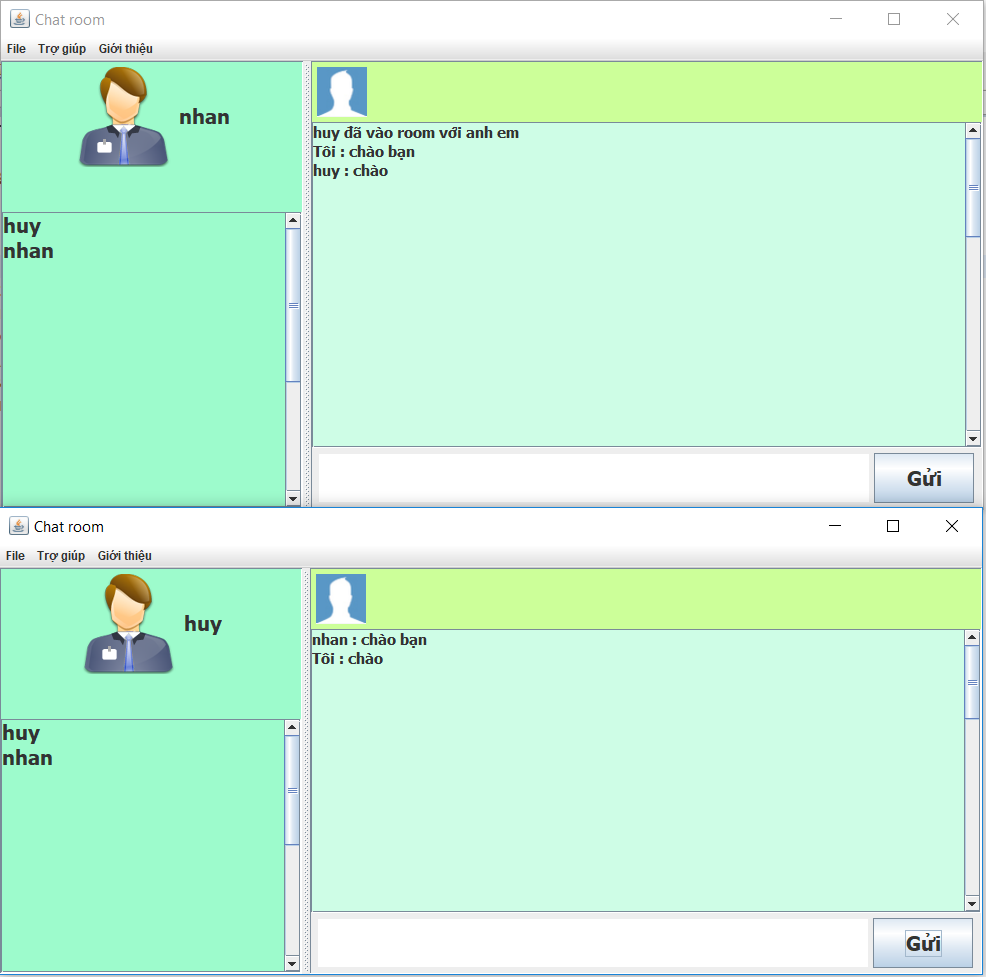 Chat room
File Trợ giúp Giới thiệu
nhan
huy
nhan
huy đã vào room với anh em
Tôi : chào bạn
huy : chào
Gửi
Chat room
File Trợ giúp Giới thiệu
huy
huy
nhan
nhan : chào bạn
Tôi : chào
Gửi